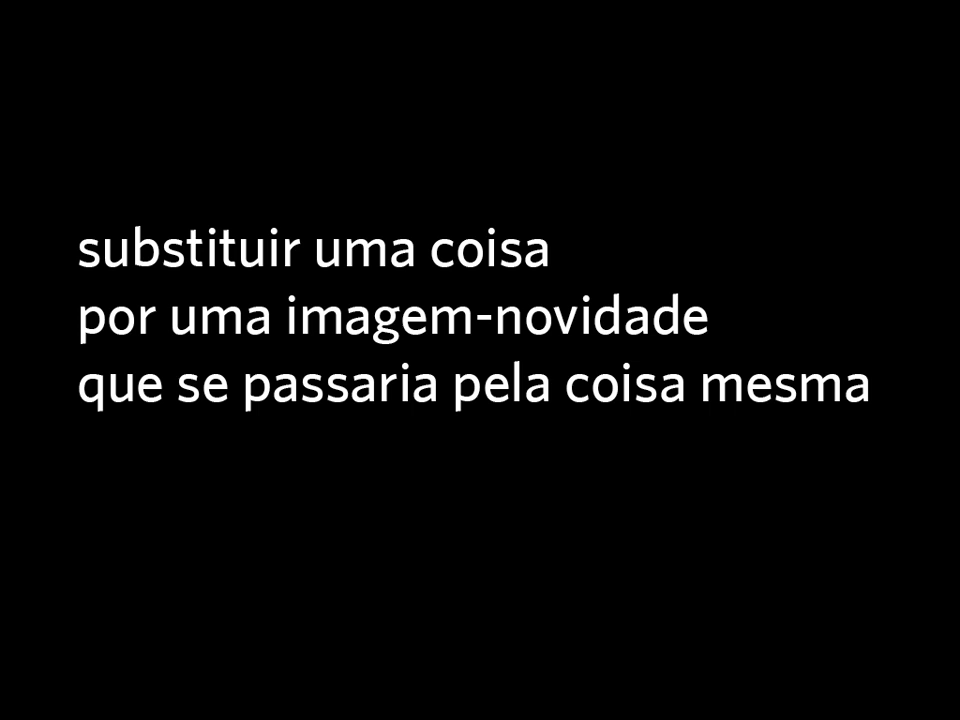 substituir uma coisa
por uma imagem-novidade
que se passaria pela coisa mesma